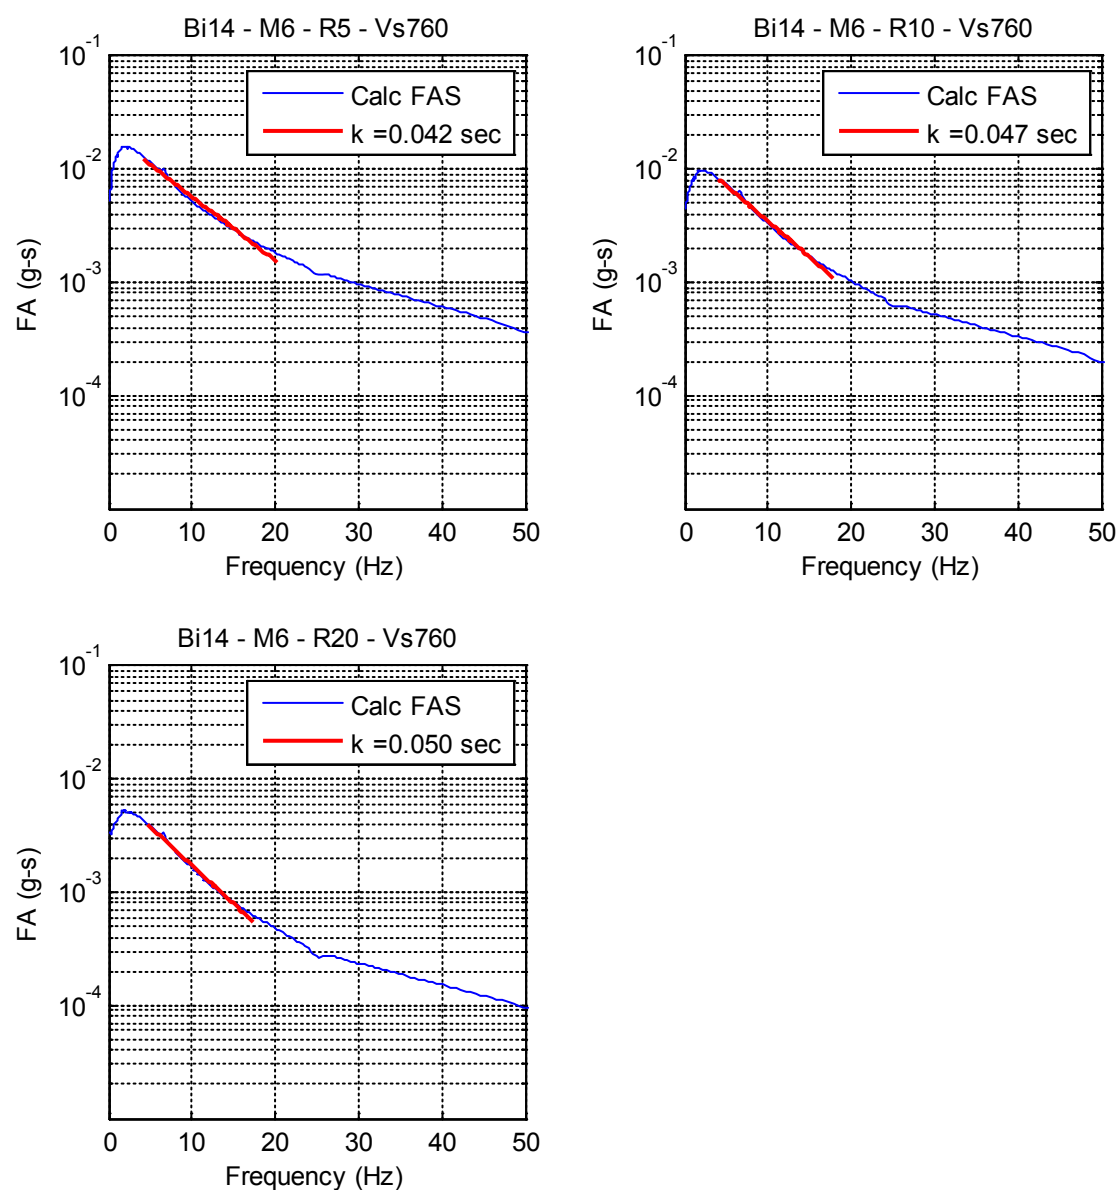 Bi14 - M6 - R5 - Vs760
10-1
10-2
10-3
10-4
FA (g-s)
Calc FAS
k =0.042 sec
0 10 20 30 40 50
Frequency (Hz)
Bi14 - M6 - R10 - Vs760
10-1
10-2
10-3
10-4
FA (g-s)
Calc FAS
k =0.047 sec
0 10 20 30 40 50
Frequency (Hz)
Bi14 - M6 - R20 - Vs760
10-1
10-2
10-3
10-4
FA (g-s)
Calc FAS
k =0.050 sec
0 10 20 30 40 50
Frequency (Hz)